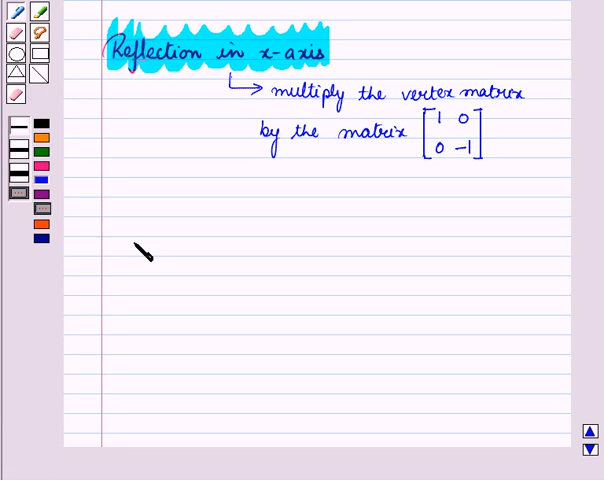 Reflection in x-axis
multiply the vertex matrix
by the matrix [1 0
0 -1]